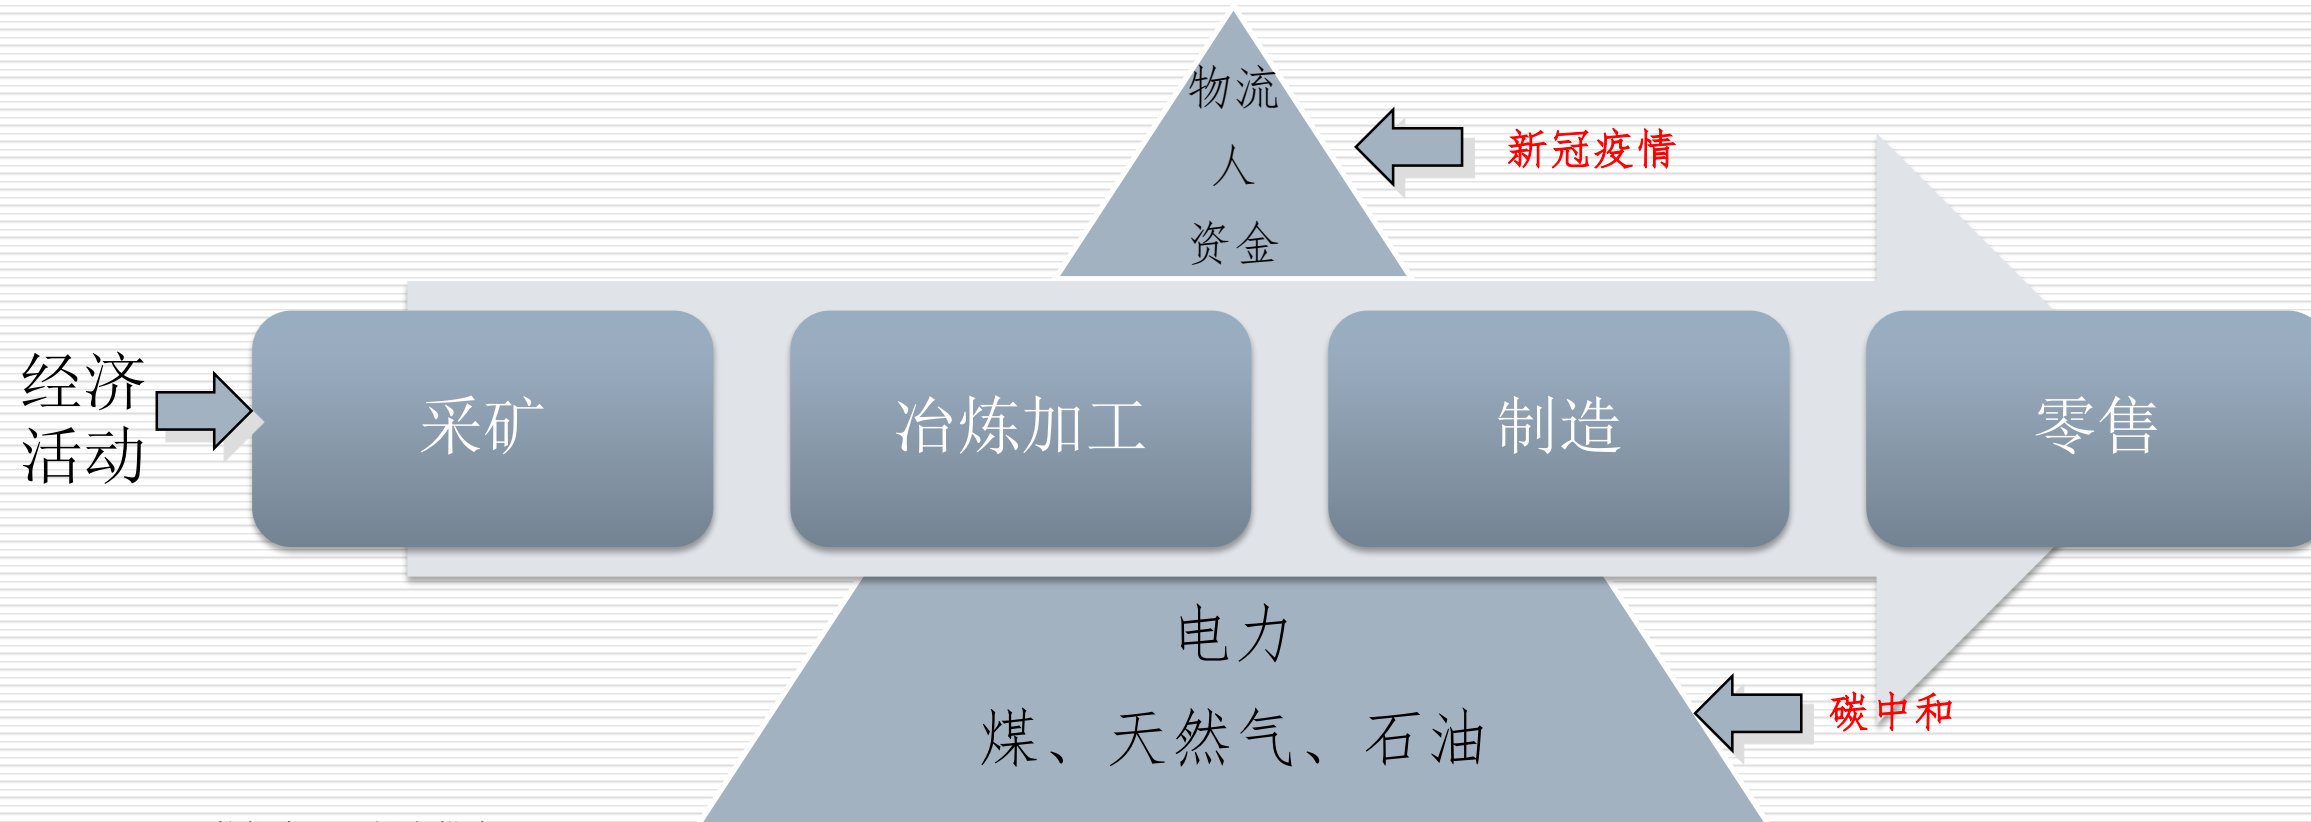 物流
人
资金
新冠疫情
经济
活动
采矿
冶炼加工
制造
零售
电力
煤、天然气、石油
碳中和